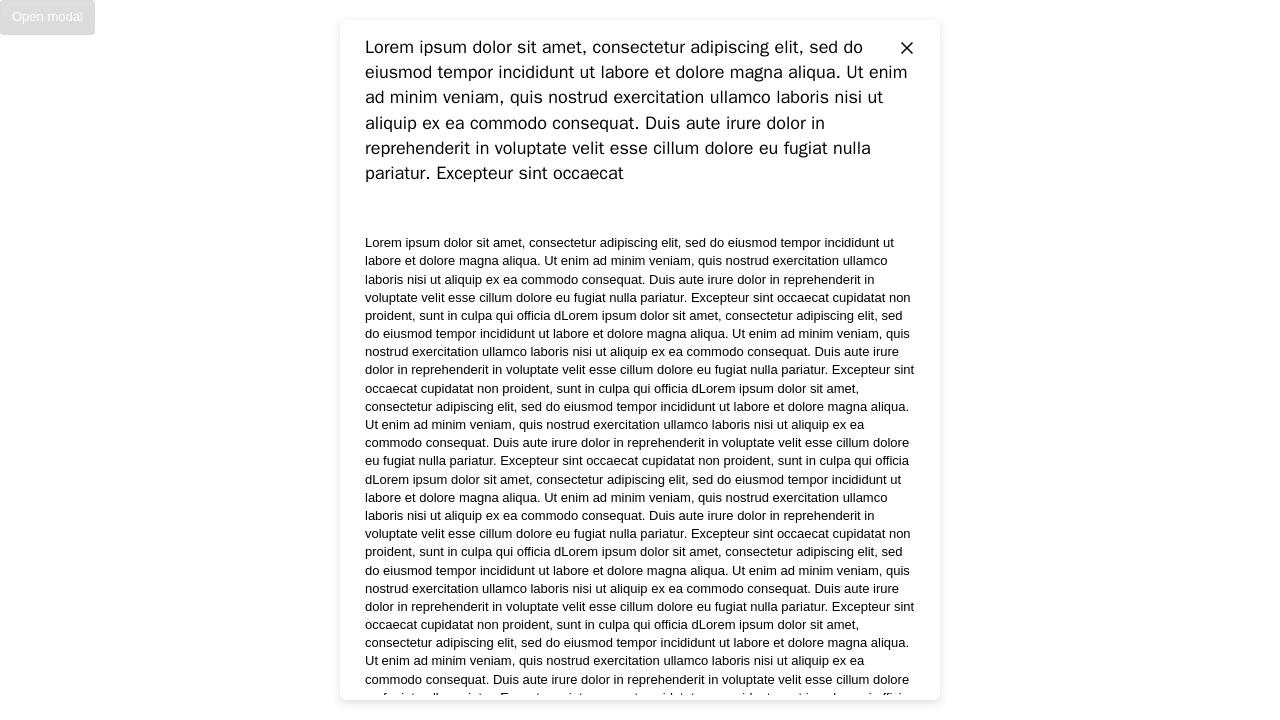 Open modal
Lorem ipsum dolor sit amet, consectetur adipiscing elit, sed do
eiusmod tempor incididunt ut labore et dolore magna aliqua. Ut enim
ad minim veniam, quis nostrud exercitation ullamco laboris nisi ut
aliquip ex ea commodo consequat. Duis aute irure dolor in
reprehenderit in voluptate velit esse cillum dolore eu fugiat nulla
pariatur. Excepteur sint occaecat
Lorem ipsum dolor sit amet, consectetur adipiscing elit, sed do eiusmod tempor incididunt ut
labore et dolore magna aliqua. Ut enim ad minim veniam, quis nostrud exercitation ullamco
laboris nisi ut aliquip ex ea commodo consequat. Duis aute irure dolor in reprehenderit in
voluptate velit esse cillum dolore eu fugiat nulla pariatur. Excepteur sint occaecat cupidatat non
proident, sunt in culpa qui officia dLorem ipsum dolor sit amet, consectetur adipiscing elit, sed
do eiusmod tempor incididunt ut labore et dolore magna aliqua. Ut enim ad minim veniam, quis
nostrud exercitation ullamco laboris nisi ut aliquip ex ea commodo consequat. Duis aute irure
dolor in reprehenderit in voluptate velit esse cillum dolore eu fugiat nulla pariatur. Excepteur sint
occaecat cupidatat non proident, sunt in culpa qui officia dLorem ipsum dolor sit amet,
consectetur adipiscing elit, sed do eiusmod tempor incididunt ut labore et dolore magna aliqua.
Ut enim ad minim veniam, quis nostrud exercitation ullamco laboris nisi ut aliquip ex ea
commodo consequat. Duis aute irure dolor in reprehenderit in voluptate velit esse cillum dolore
eu fugiat nulla pariatur. Excepteur sint occaecat cupidatat non proident, sunt in culpa qui officia
dLorem ipsum dolor sit amet, consectetur adipiscing elit, sed do eiusmod tempor incididunt ut
labore et dolore magna aliqua. Ut enim ad minim veniam, quis nostrud exercitation ullamco
laboris nisi ut aliquip ex ea commodo consequat. Duis aute irure dolor in reprehenderit in
voluptate velit esse cillum dolore eu fugiat nulla pariatur. Excepteur sint occaecat cupidatat non
proident, sunt in culpa qui officia dLorem ipsum dolor sit amet, consectetur adipiscing elit, sed
do eiusmod tempor incididunt ut labore et dolore magna aliqua. Ut enim ad minim veniam, quis
nostrud exercitation ullamco laboris nisi ut aliquip ex ea commodo consequat. Duis aute irure
dolor in reprehenderit in voluptate velit esse cillum dolore eu fugiat nulla pariatur. Excepteur sint
occaecat cupidatat non proident, sunt in culpa qui officia dLorem ipsum dolor sit amet,
consectetur adipiscing elit, sed do eiusmod tempor incididunt ut labore et dolore magna aliqua.
Ut enim ad minim veniam, quis nostrud exercitation ullamco laboris nisi ut aliquip ex ea
commodo consequat. Duis aute irure dolor in reprehenderit in voluptate velit esse cillum dolore